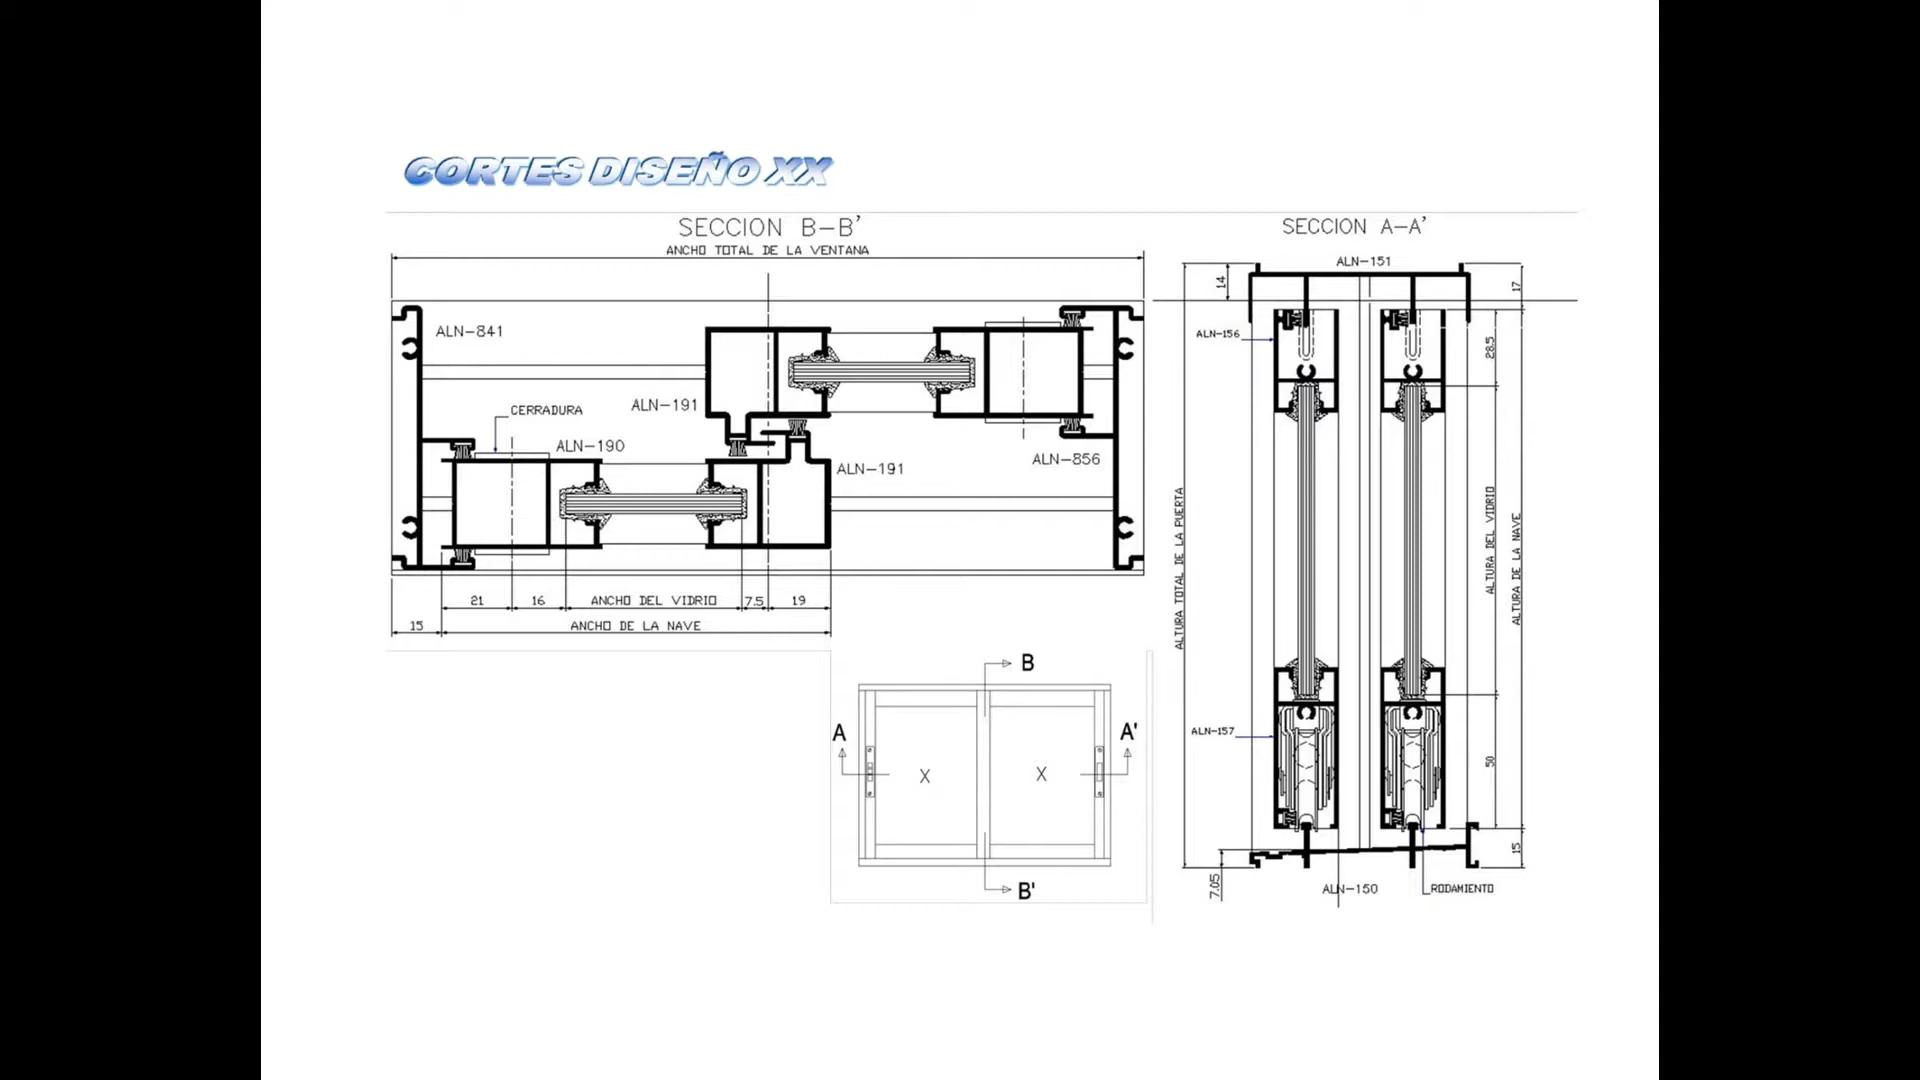 CORTES DISEÑO XX
SECCION B-B'
ANCHO TOTAL DE LA VENTANA
ALN-841
CERRADURA
ALN-191
ALN-190
ALN-191
ALN-856
21
16
ANCHO DEL VIDRIO
7.5
19
15
ANCHO DE LA NAVE
SECCION A-A'
ALN-151
14
17
ALN-156
28.5
ALTURA TOTAL DE LA PUERTA
ALTURA DEL VIDRIO
ALTURA DE LA NAVE
ALN-157
50
15
7.05
ALN-150
RODAMIENTO
B
A
A'
X
X
B'